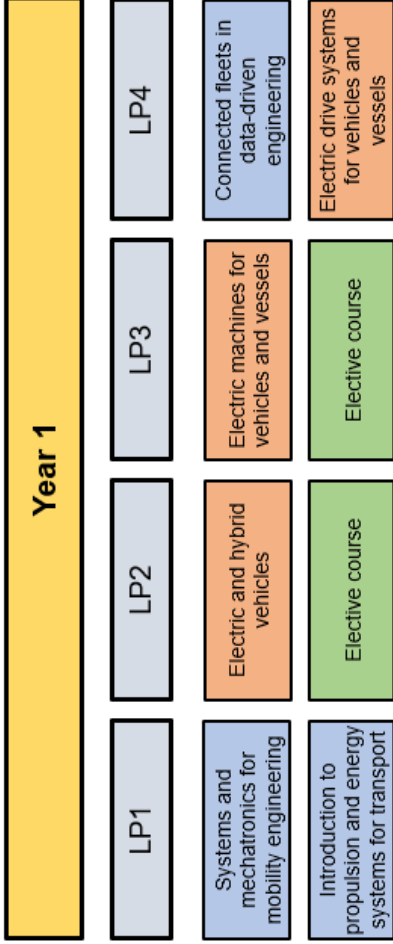 Year 1
LP1
LP2
LP3
LP4
Systems and
mechatronics for
mobility engineering
Electric and hybrid
vehicles
Electric machines for
vehicles and vessels
Connected fleets in
data-driven
engineering
Introduction to
propulsion and energy
systems for transport
Elective course
Elective course
Electric drive systems
for vehicles and
vessels